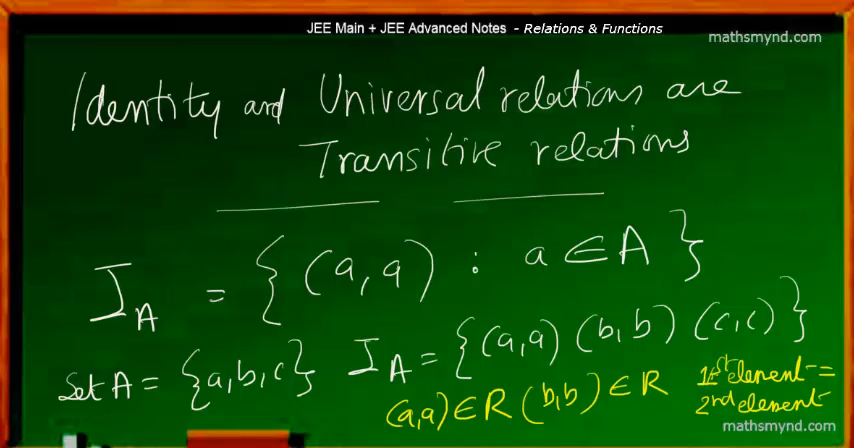 JEE Main + JEE Advanced Notes - Relations & Functions
mathsmynd.com
Identity and Universal relations are
Transitive relations
I_A = {(a,a) : a ∈ A}
Set A = {a,b,c} I_A = {(a,a) (b,b) (c,c)}
(a,a) ∈ R (b,b) ∈ R 1st element =
2nd element
mathsmynd.com